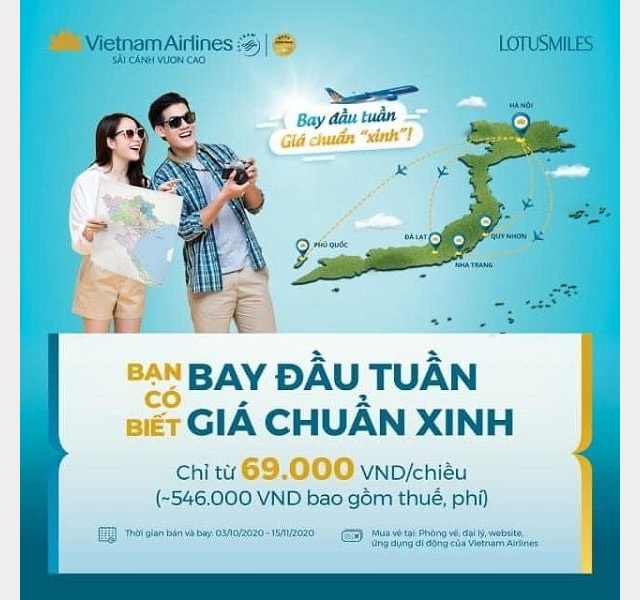 Vietnam Airlines
SẢI CÁNH VƯƠN CAO
LOTUSMILES
Bay đầu tuần
Giá chuẩn "xinh"!
HÀ NỘI
PHÚ QUỐC
ĐÀ LẠT
QUY NHƠN
NHA TRANG
BẠN CÓ BIẾT
BAY ĐẦU TUẦN
GIÁ CHUẨN XINH
Chỉ từ 69.000 VND/chiều
(~546.000 VND bao gồm thuế, phí)
Thời gian bán và bay: 03/10/2020 – 15/11/2020
Mua vé tại: Phòng vé, đại lý, website,
ứng dụng di động của Vietnam Airlines